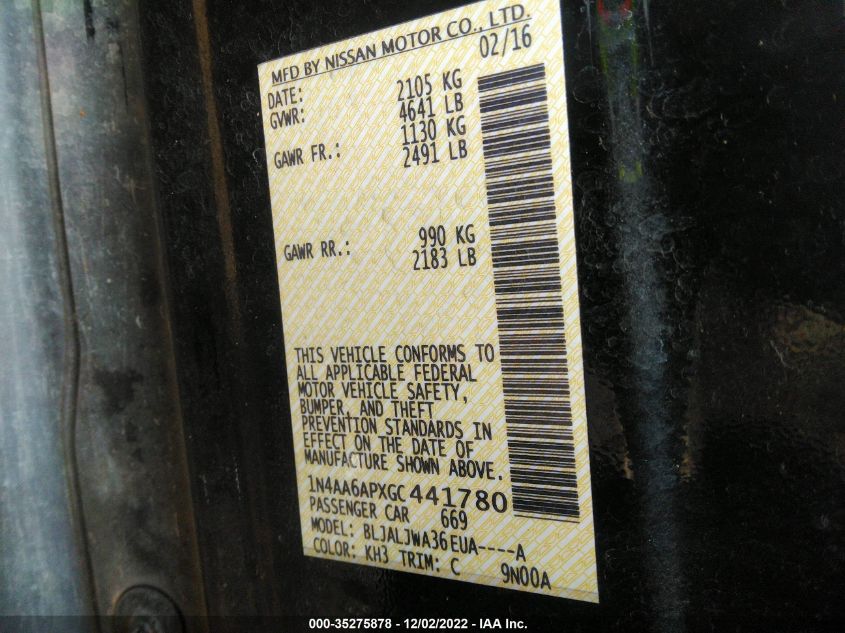 MFD BY NISSAN MOTOR CO., LTD.
DATE: 02/16
GVWR: 2105 KG
4641 LB
GAWR FR.: 1130 KG
2491 LB
GAWR RR.: 990 KG
2183 LB
THIS VEHICLE CONFORMS TO
ALL APPLICABLE FEDERAL
MOTOR VEHICLE SAFETY,
BUMPER, AND THEFT
PREVENTION STANDARDS IN
EFFECT ON THE DATE OF
MANUFACTURE SHOWN ABOVE.
1N4AA6APXGC441780
PASSENGER CAR 669
MODEL: BLJALJWA36EUA----A
COLOR: KH3 TRIM: C 9N00A
000-35275878 - 12/02/2022 - IAA Inc.